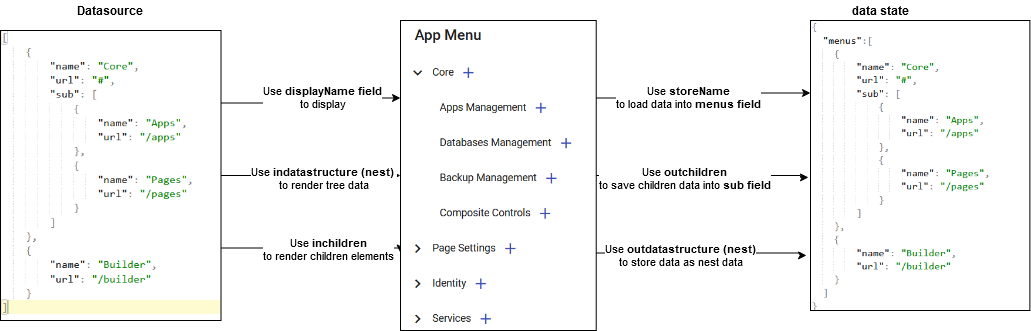 Datasource
[
{
"name": "Core",
"url": "#",
"sub": [
{
"name": "Apps",
"url": "/apps"
},
{
"name": "Pages",
"url": "/pages"
}
]
},
{
"name": "Builder",
"url": "/builder"
}
]
Use displayName field
to display
Use indatastructure (nest)
to render tree data
Use inchildren
to render children elements
App Menu
Core +
Apps Management +
Databases Management +
Backup Management +
Composite Controls +
Page Settings +
Identity +
Services +
Use storeName
to load data into menus field
Use outchildren
to save children data into sub field
Use outdatastructure (nest)
to store data as nest data
data state
{
"menus":[
{
"name": "Core",
"url": "#",
"sub": [
{
"name": "Apps",
"url": "/apps"
},
{
"name": "Pages",
"url": "/pages"
}
]
},
{
"name": "Builder",
"url": "/builder"
}
]
}